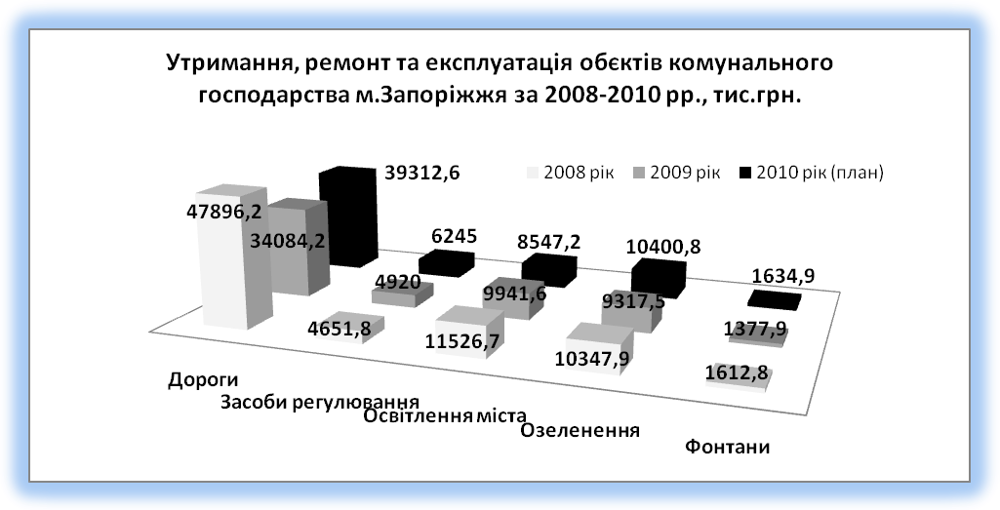 Утримання, ремонт та експлуатація обєктів комунального
господарства м.Запоріжжя за 2008-2010 рр., тис.грн.
2008 рік
2009 рік
2010 рік (план)
39312,6
6245
8547,2
10400,8
1634,9
34084,2
4920
9941,6
9317,5
1377,9
47896,2
4651,8
11526,7
10347,9
1612,8
Дороги
Засоби регулювання
Освітлення міста
Озеленення
Фонтани